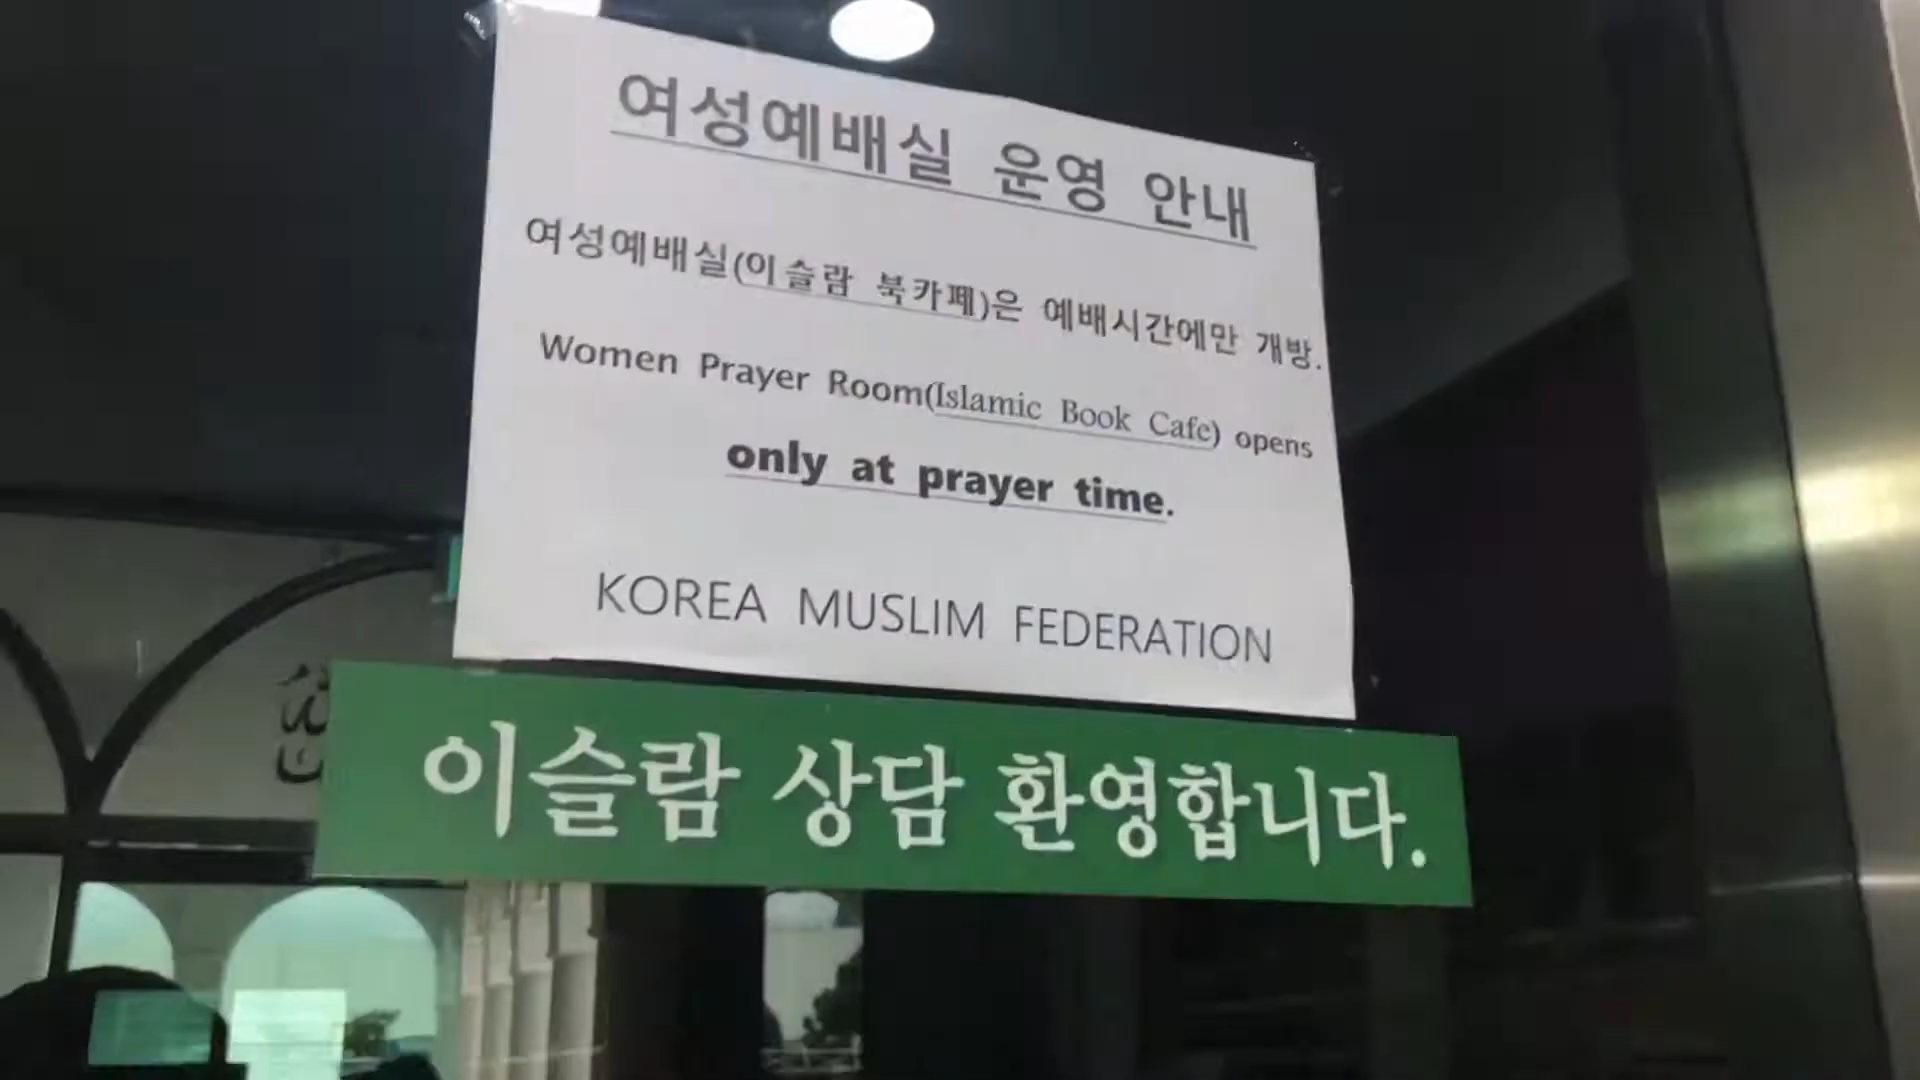 여성예배실 운영 안내
여성예배실(이슬람 북카페)은 예배시간에만 개방.
Women Prayer Room(Islamic Book Cafe) opens
only at prayer time.
KOREA MUSLIM FEDERATION
이슬람 상담 환영합니다.